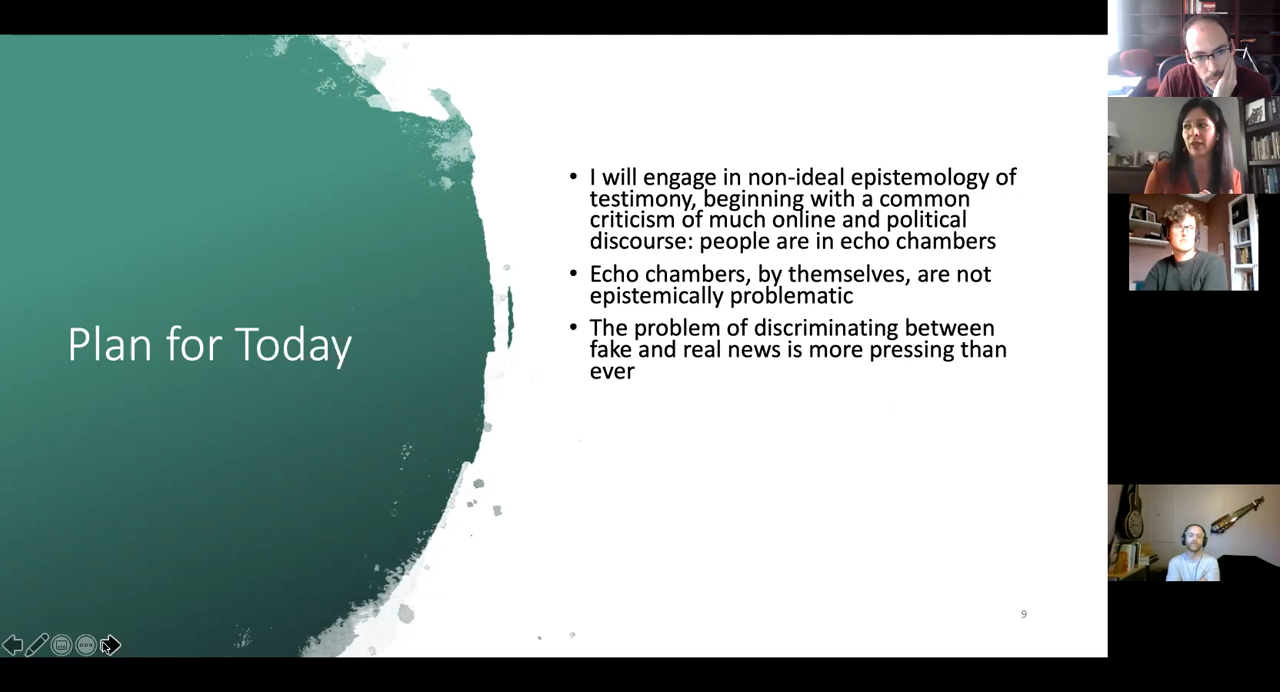 Plan for Today
• I will engage in non-ideal epistemology of
testimony, beginning with a common
criticism of much online and political
discourse: people are in echo chambers
• Echo chambers, by themselves, are not
epistemically problematic
• The problem of discriminating between
fake and real news is more pressing than
ever
9